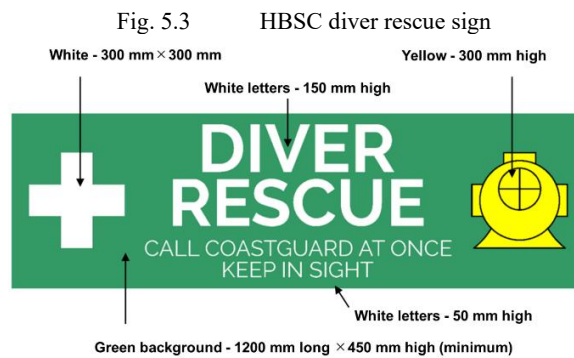 Fig. 5.3 HBSC diver rescue sign
White - 300 mm × 300 mm
Yellow - 300 mm high
White letters - 150 mm high
DIVER
RESCUE
CALL COASTGUARD AT ONCE
KEEP IN SIGHT
White letters - 50 mm high
Green background - 1200 mm long × 450 mm high (minimum)